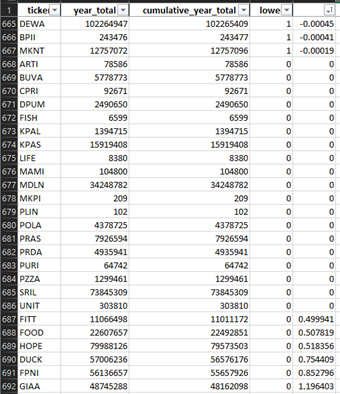 1 ticker year_total cumulative_year_total lowe
665 DEWA 102264947 102265409 1 -0.00045
666 BPII 243476 243477 1 -0.00041
667 MKNT 12757072 12757096 1 -0.00019
668 ARTI 78586 78586 0 0
669 BUVA 5778773 5778773 0 0
670 CPRI 92671 92671 0 0
671 DPUM 2490650 2490650 0 0
672 FISH 6599 6599 0 0
673 KPAL 1394715 1394715 0 0
674 KPAS 15919408 15919408 0 0
675 LIFE 8380 8380 0 0
676 MAMI 104800 104800 0 0
677 MDLN 34248782 34248782 0 0
678 MKPI 209 209 0 0
679 PLIN 102 102 0 0
680 POLA 4378725 4378725 0 0
681 PRAS 7926594 7926594 0 0
682 PRDA 4935941 4935941 0 0
683 PURI 64742 64742 0 0
684 PZZA 1299461 1299461 0 0
685 SRIL 73845309 73845309 0 0
686 UNIT 303810 303810 0 0
687 FITT 11066498 11011172 0 0.499941
688 FOOD 22607657 22492851 0 0.507819
689 HOPE 79988126 79573503 0 0.518356
690 DUCK 57006236 56576176 0 0.754409
691 FPNI 56136657 55657926 0 0.852796
692 GIAA 48745288 48162098 0 1.196403